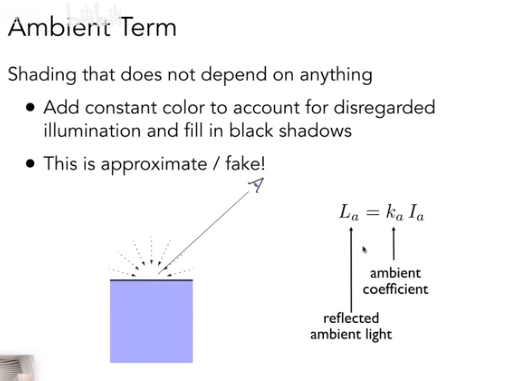 Ambient Term
Shading that does not depend on anything
• Add constant color to account for disregarded
illumination and fill in black shadows
• This is approximate / fake!
L_a = k_a I_a
ambient
coefficient
reflected
ambient light